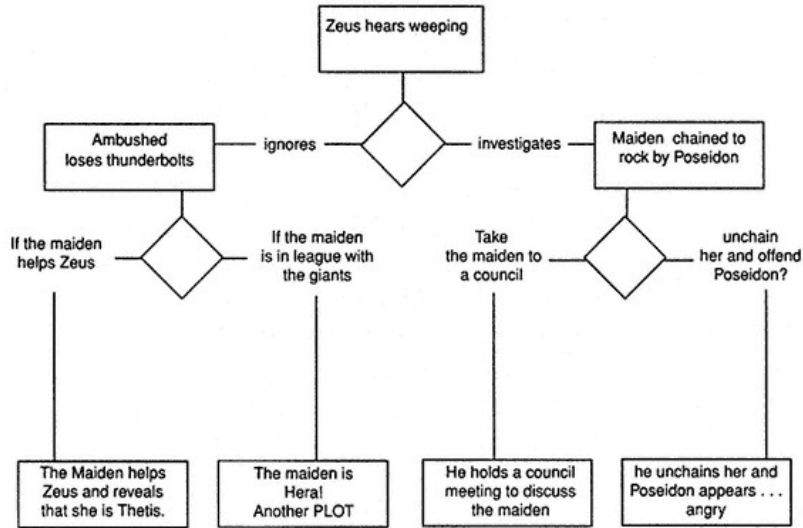 Zeus hears weeping
Ambushed
loses thunderbolts
ignores
investigates
Maiden chained to
rock by Poseidon
If the maiden
helps Zeus
If the maiden
is in league with
the giants
Take
the maiden to
a council
unchain
her and offend
Poseidon?
The Maiden helps
Zeus and reveals
that she is Thetis.
The maiden is
Hera!
Another PLOT
He holds a council
meeting to discuss
the maiden
he unchains her and
Poseidon appears . . .
angry